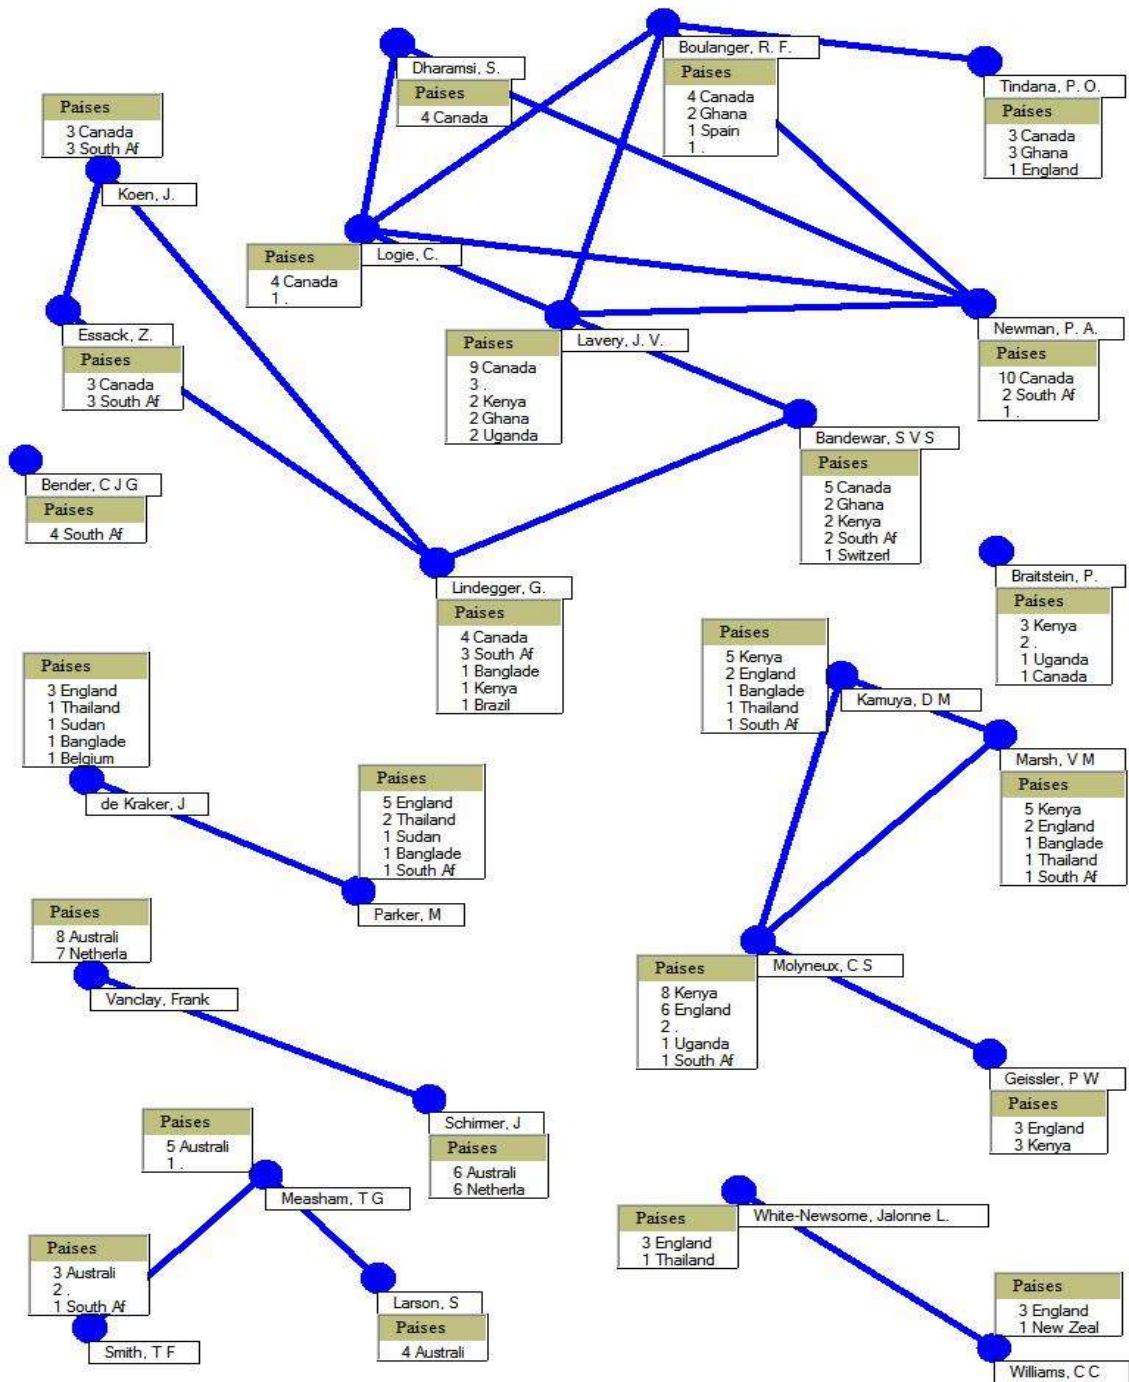 Dharamsi, S.
Paises
4 Canada
Boulanger, R. F.
Paises
4 Canada
2 Ghana
1 Spain
1 .
Tindana, P. O.
Paises
3 Canada
3 Ghana
1 England
Paises
3 Canada
3 South Af
Koen, J.
Logie, C.
Paises
4 Canada
1 .
Essack, Z.
Paises
3 Canada
3 South Af
Lavery, J. V.
Paises
9 Canada
3 .
2 Kenya
2 Ghana
2 Uganda
Newman, P. A.
Paises
10 Canada
2 South Af
1 .
Bandewar, S V S
Paises
5 Canada
2 Ghana
2 Kenya
2 South Af
1 Switzerl
Bender, C J G
Paises
4 South Af
Lindegger, G.
Paises
4 Canada
3 South Af
1 Banglade
1 Kenya
1 Brazil
Braitstein, P.
Paises
3 Kenya
2 .
1 Uganda
1 Canada
Paises
3 England
1 Thailand
1 Sudan
1 Banglade
1 Belgium
de Kraker, J
Paises
5 Kenya
2 England
1 Banglade
1 Thailand
1 South Af
Kamuya, D M
Marsh, V M
Paises
5 Kenya
2 England
1 Banglade
1 Thailand
1 South Af
Paises
5 England
2 Thailand
1 Sudan
1 Banglade
1 South Af
Parker, M
Paises
8 Australi
7 Netherla
Vanclay, Frank
Molyneux, C S
Paises
8 Kenya
6 England
2 .
1 Uganda
1 South Af
Geissler, P W
Paises
3 England
3 Kenya
Schirmer, J
Paises
6 Australi
6 Netherla
Paises
5 Australi
1 .
Measham, T G
White-Newsome, Jalonne L.
Paises
3 England
1 Thailand
Paises
3 Australi
2 .
1 South Af
Smith, T F
Larson, S
Paises
4 Australi
Paises
3 England
1 New Zeal
Williams, C C